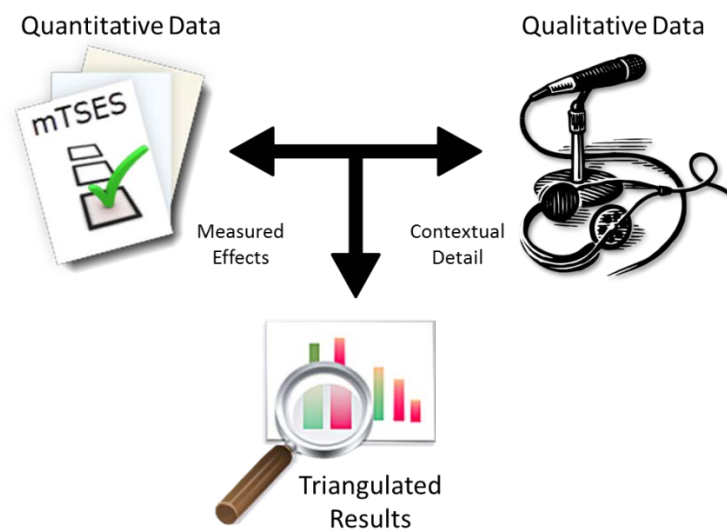 Quantitative Data
Qualitative Data
mTSES
Measured
Effects
Contextual
Detail
Triangulated
Results